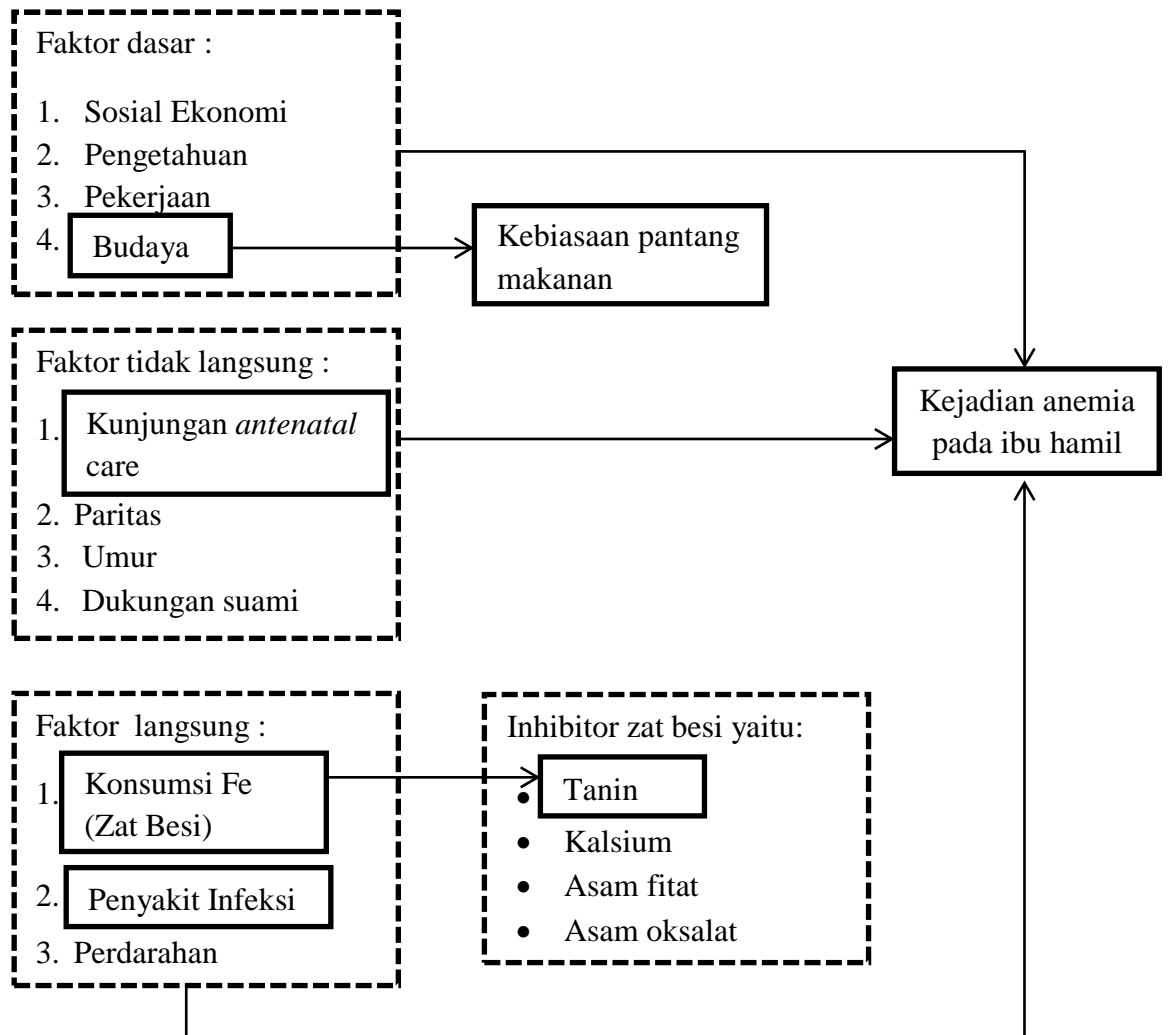 Faktor dasar :
1. Sosial Ekonomi
2. Pengetahuan
3. Pekerjaan
4. Budaya
Kebiasaan pantang
makanan
Faktor tidak langsung :
1. Kunjungan antenatal
care
2. Paritas
3. Umur
4. Dukungan suami
Kejadian anemia
pada ibu hamil
Faktor langsung :
1. Konsumsi Fe
(Zat Besi)
2. Penyakit Infeksi
3. Perdarahan
Inhibitor zat besi yaitu:
• Tanin
• Kalsium
• Asam fitat
• Asam oksalat